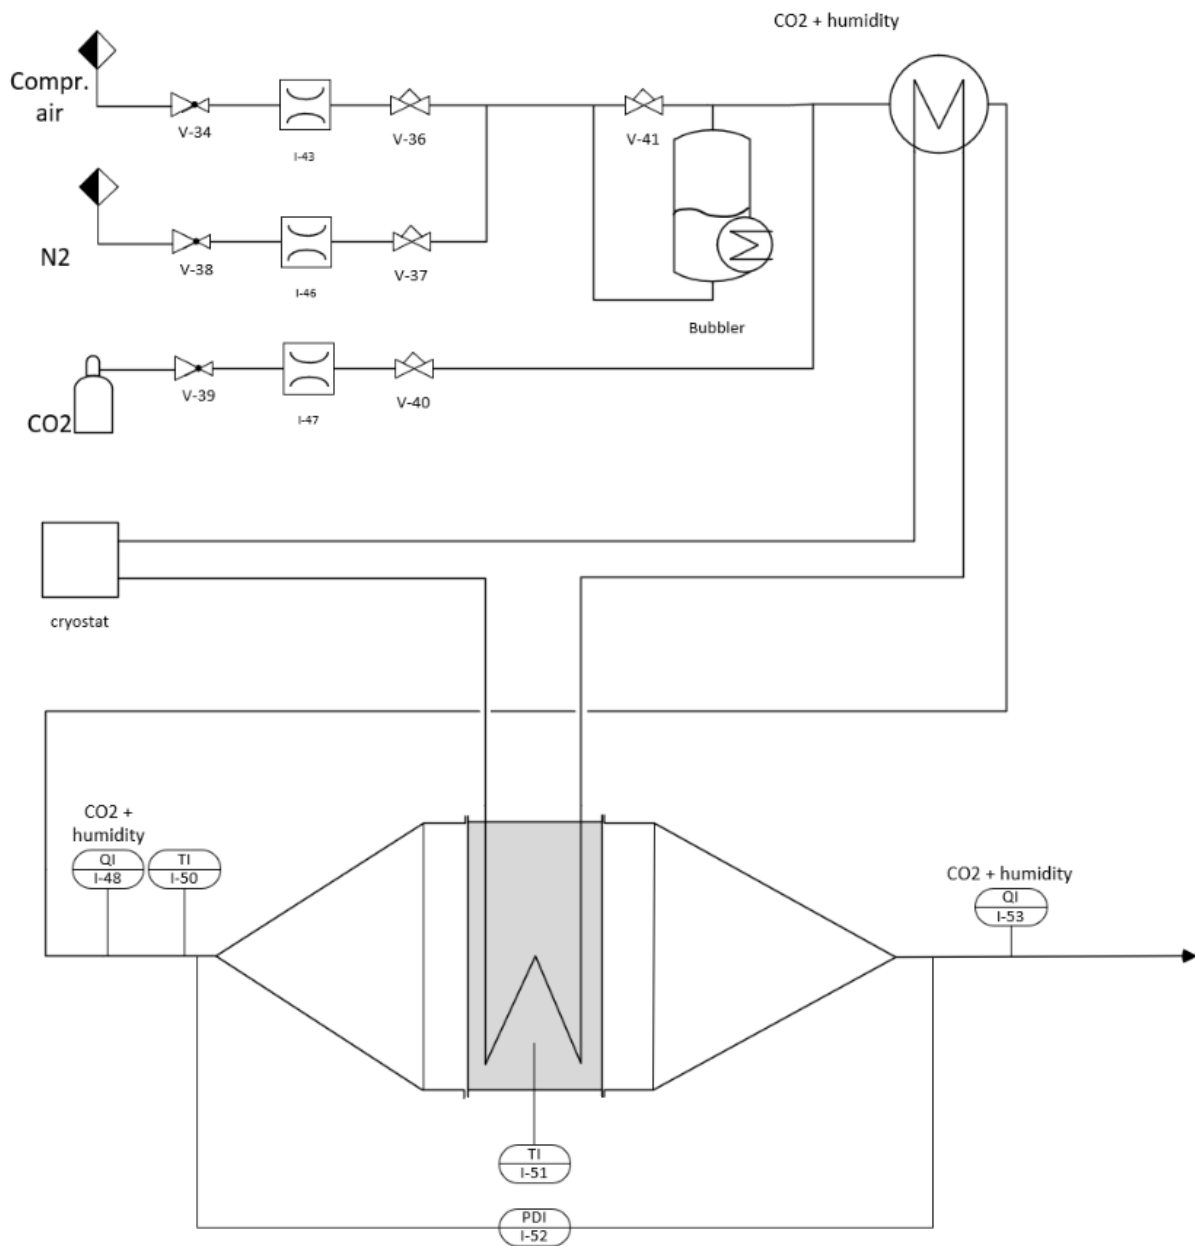 CO2 + humidity
Compr.
air
V-34
I-43
V-36
V-41
N2
V-38
I-46
V-37
Bubbler
CO2
V-39
I-47
V-40
cryostat
CO2 +
humidity
QI
I-48
TI
I-50
CO2 + humidity
QI
I-53
TI
I-51
PDI
I-52